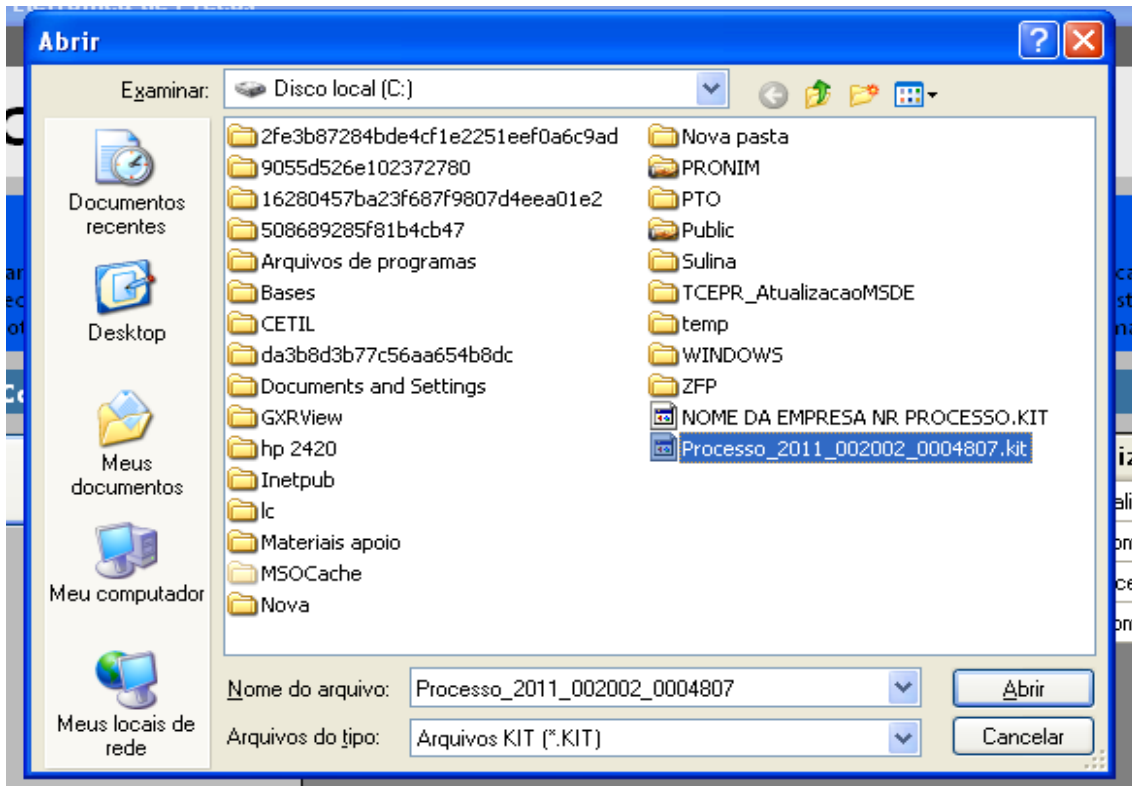 Abrir
Examinar:
Disco local (C:)
Documentos
recentes
Desktop
Meus
documentos
Meu computador
Meus locais de
rede
2fe3b87284bde4cf1e2251eef0a6c9ad
9055d526e102372780
16280457ba23f687f9807d4eea01e2
508689285f81b4cb47
Arquivos de programas
Bases
CETIL
da3b8d3b77c56aa654b8dc
Documents and Settings
GXRView
hp 2420
Inetpub
lc
Materiais apoio
MSOCache
Nova
Nova pasta
PRONIM
PTO
Public
Sulina
TCEPR_AtualizacaoMSDE
temp
WINDOWS
ZFP
NOME DA EMPRESA NR PROCESSO.KIT
Processo_2011_002002_0004807.kit
Nome do arquivo:
Processo_2011_002002_0004807
Abrir
Arquivos do tipo:
Arquivos KIT (*.KIT)
Cancelar